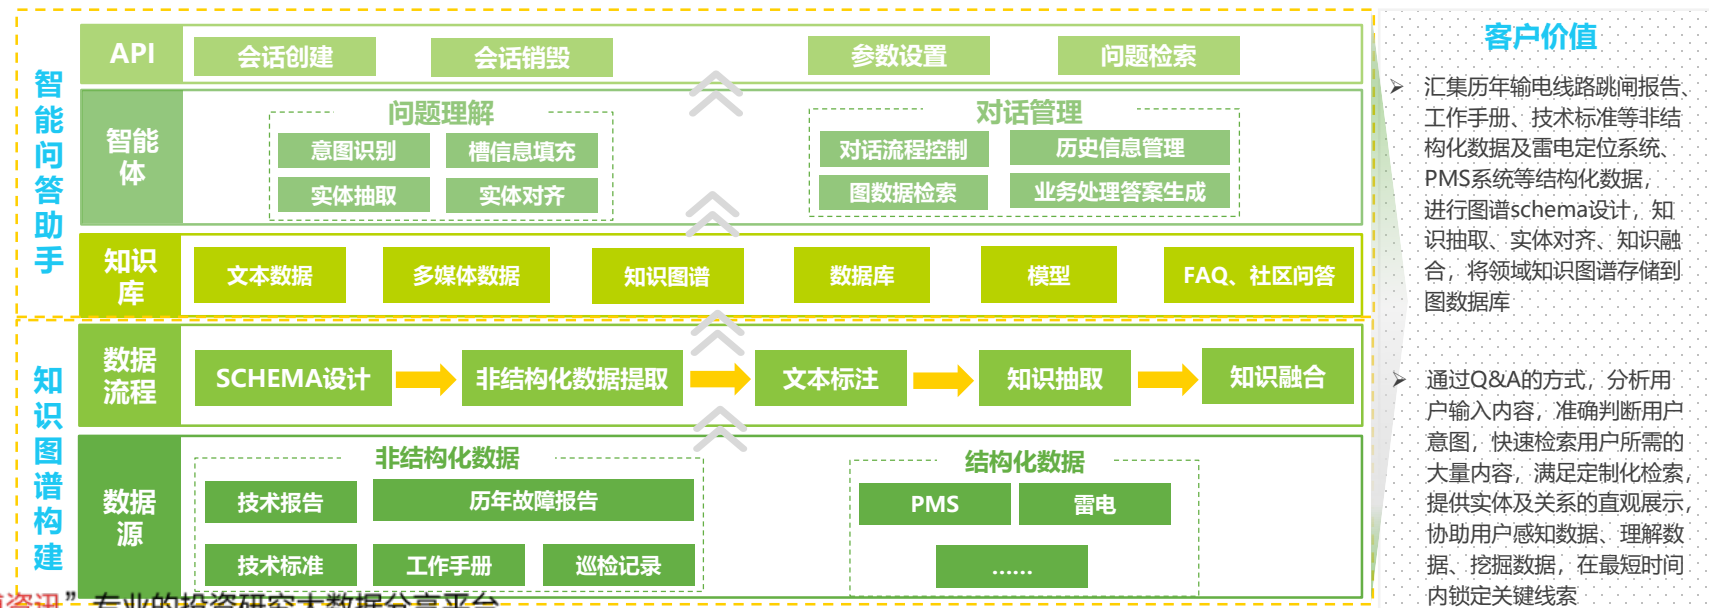 智能问答助手
API
会话创建
会话销毁
参数设置
问题检索
智能
体
问题理解
意图识别
槽信息填充
实体抽取
实体对齐
对话管理
对话流程控制
历史信息管理
图数据检索
业务处理答案生成
知识
库
文本数据
多媒体数据
知识图谱
数据库
模型
FAQ、社区问答
知识图谱构建
数据
流程
SCHEMA设计
非结构化数据提取
文本标注
知识抽取
知识融合
数据
源
非结构化数据
技术报告
历年故障报告
技术标准
工作手册
巡检记录
结构化数据
PMS
雷电
……
客户价值
➢ 汇集历年输电线路跳闸报告、
工作手册、技术标准等非结
构化数据及雷电定位系统、
PMS系统等结构化数据，
进行图谱schema设计，知
识抽取、实体对齐、知识融
合，将领域知识图谱存储到
图数据库
➢ 通过Q&A的方式，分析用
户输入内容，准确判断用户
意图，快速检索用户所需的
大量内容，满足定制化检索，
提供实体及关系的直观展示，
协助用户感知数据、理解数
据、挖掘数据，在最短时间
内锁定关键线索
资讯”专业的投资研究大数据分享平台